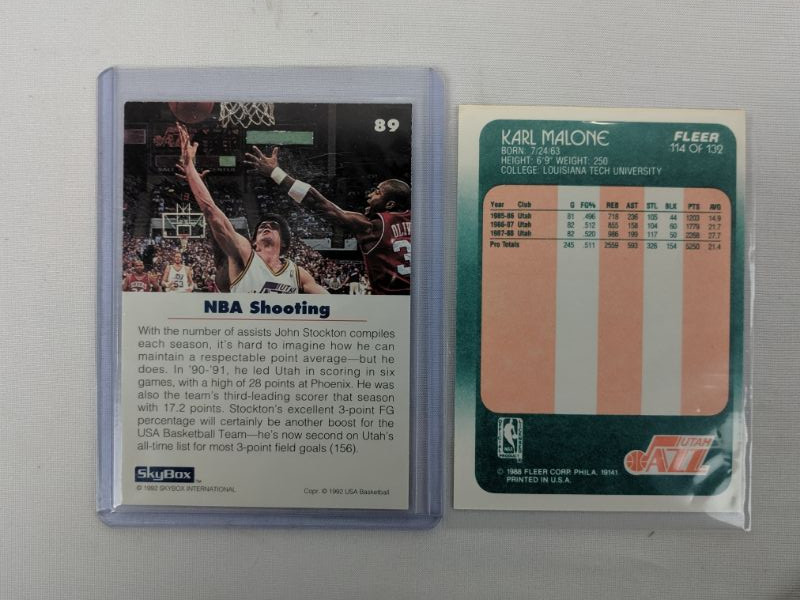 89
NBA Shooting
With the number of assists John Stockton compiles
each season, it's hard to imagine how he can
maintain a respectable point average—but he
does. In '90-'91, he led Utah in scoring in six
games, with a high of 28 points at Phoenix. He was
also the team's third-leading scorer that season
with 17.2 points. Stockton's excellent 3-point FG
percentage will certainly be another boost for the
USA Basketball Team—he's now second on Utah's
all-time list for most 3-point field goals (156).
SkyBox™
© 1992 SKYBOX INTERNATIONAL Copr. © 1992 USA Basketball
KARL MALONE FLEER
BORN: 7/24/63 114 OF 132
HEIGHT: 6'9" WEIGHT: 250
COLLEGE: LOUISIANA TECH UNIVERSITY
Year Club G FG% REB AST STL BLK PTS AVG
1985-86 Utah 81 .496 718 236 105 44 1203 14.9
1986-87 Utah 82 .512 855 158 104 60 1779 21.7
1987-88 Utah 82 .520 986 199 117 50 2268 27.7
Pro Totals 245 .511 2559 593 326 154 5250 21.4
NBA
UTAH
JAZZ
© 1988 FLEER CORP. PHILA. 19141
PRINTED IN U.S.A.